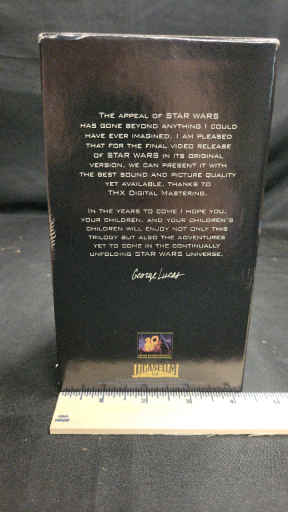 THE APPEAL OF STAR WARS
HAS GONE BEYOND ANYTHING I COULD
HAVE EVER IMAGINED. I AM PLEASED
THAT FOR THE FINAL VIDEO RELEASE
OF STAR WARS IN ITS ORIGINAL
VERSION, WE CAN PRESENT IT WITH
THE BEST SOUND AND PICTURE QUALITY
YET AVAILABLE, THANKS TO
THX DIGITAL MASTERING.
IN THE YEARS TO COME I HOPE YOU,
YOUR CHILDREN, AND YOUR CHILDREN'S
CHILDREN WILL ENJOY NOT ONLY THIS
TRILOGY BUT ALSO THE ADVENTURES
YET TO COME IN THE CONTINUALLY
UNFOLDING STAR WARS UNIVERSE.
George Lucas
20
LUCASFILM